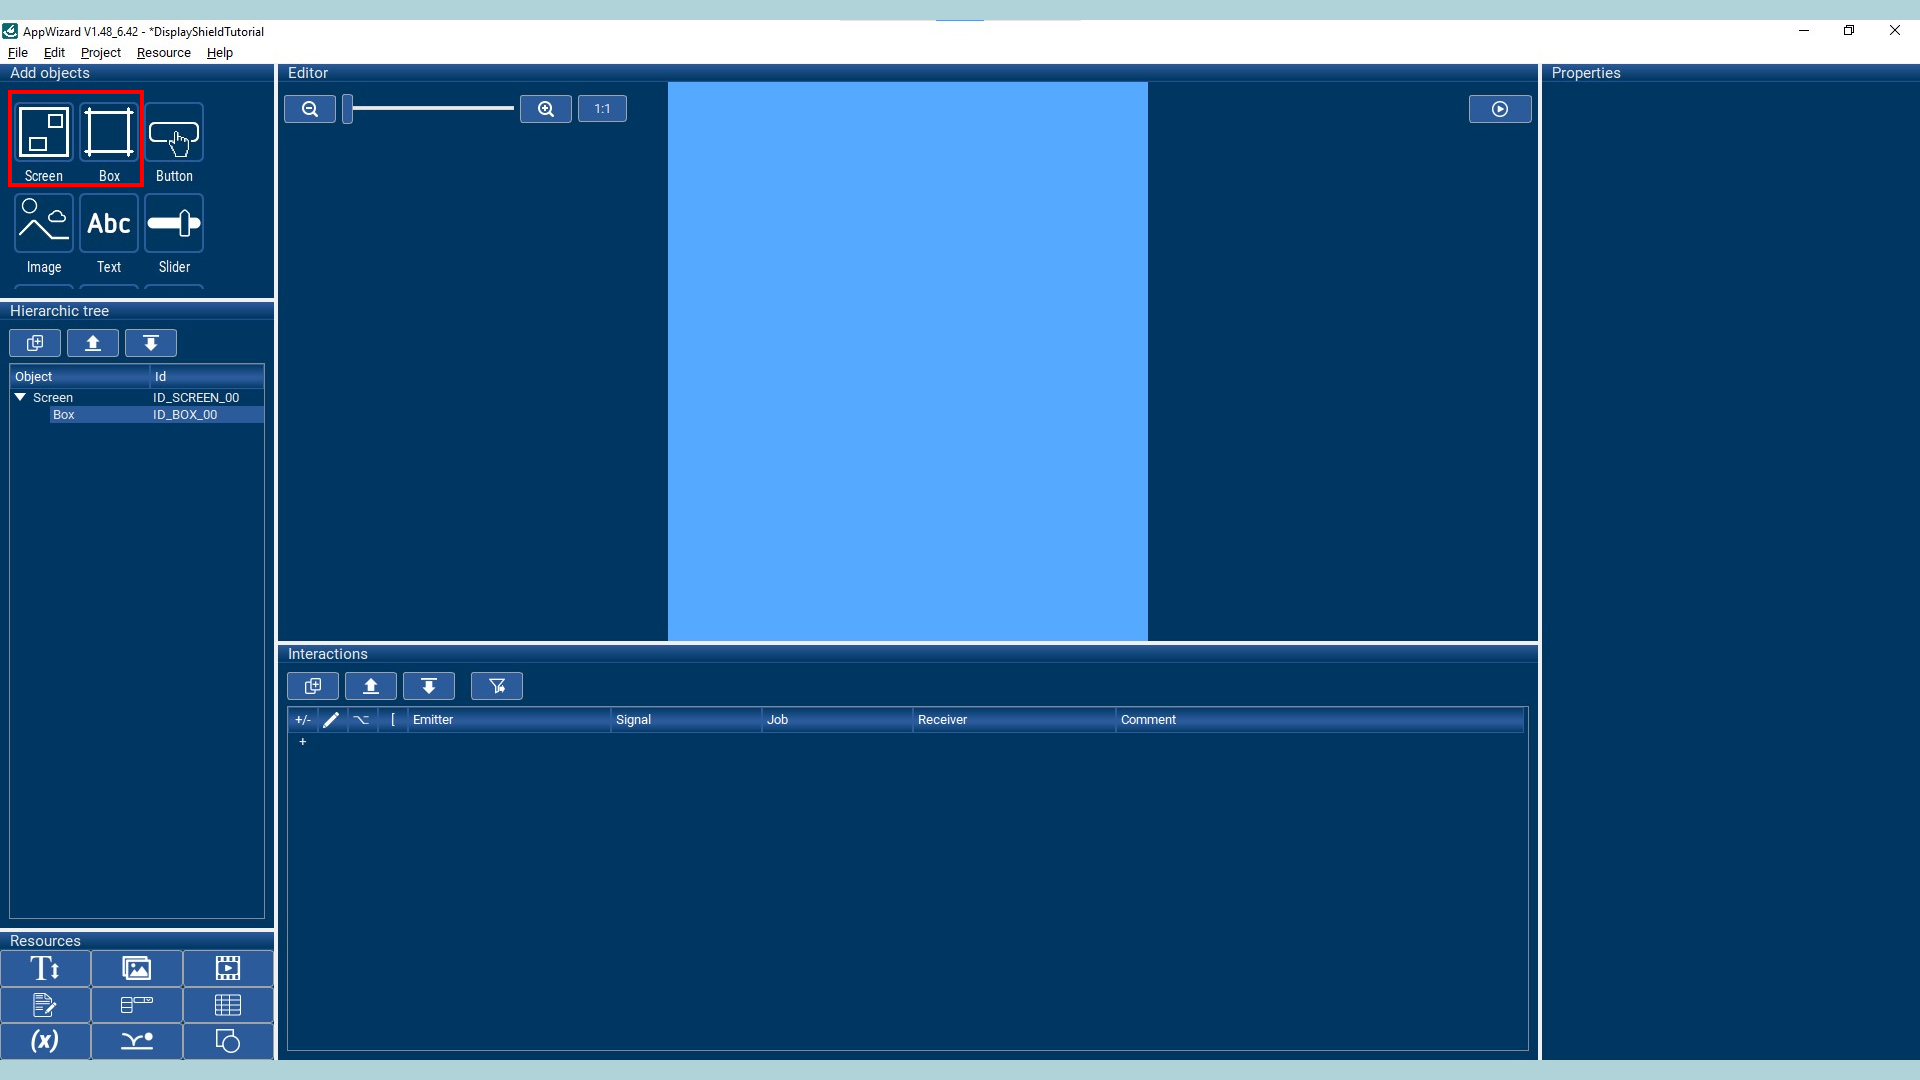 AppWizard V1.48_6.42 - *DisplayShieldTutorial
File Edit Project Resource Help
Add objects
Screen Box Button
Abc
Image Text Slider
Hierarchic tree
Object Id
Screen ID_SCREEN_00
Box ID_BOX_00
Resources
T
(x)
Editor
1:1
Interactions
+/- [ Emitter Signal Job Receiver Comment
+
Properties